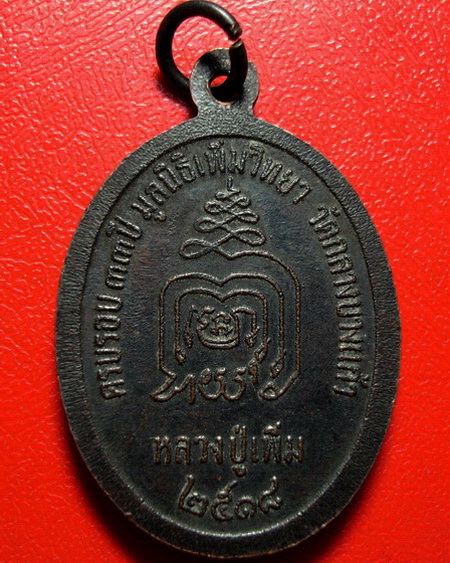 ครบรอบ ๓๓ปี มูลนิธิเพิ่มวิทยา วัดกลางบางแก้ว
หลวงปู่เพิ่ม
๒๕๑๘